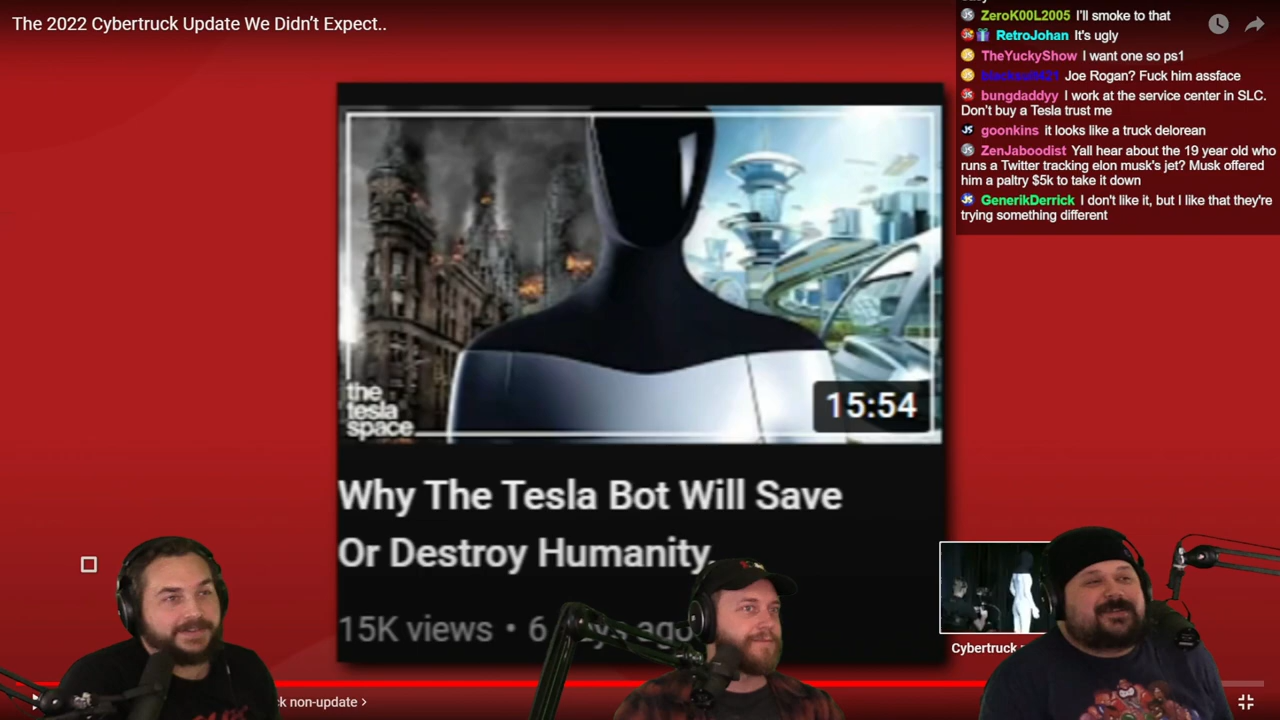 The 2022 Cybertruck Update We Didn't Expect..
ZeroK00L2005 I'll smoke to that
RetroJohan It's ugly
TheYuckyShow I want one so ps1
Joe Rogan? Fuck him assface
bungdaddyy I work at the service center in SLC.
Don't buy a Tesla trust me
goonkins it looks like a truck delorean
ZenJaboodist Yall hear about the 19 year old who
runs a Twitter tracking elon musk's jet? Musk offered
him a paltry $5k to take it down
GenerikDerrick I don't like it, but I like that they're
trying something different
the
tesla
space
15:54
Why The Tesla Bot Will Save
Or Destroy Humanity.
15K views • 6 days ago
Cybertruck
non-update >